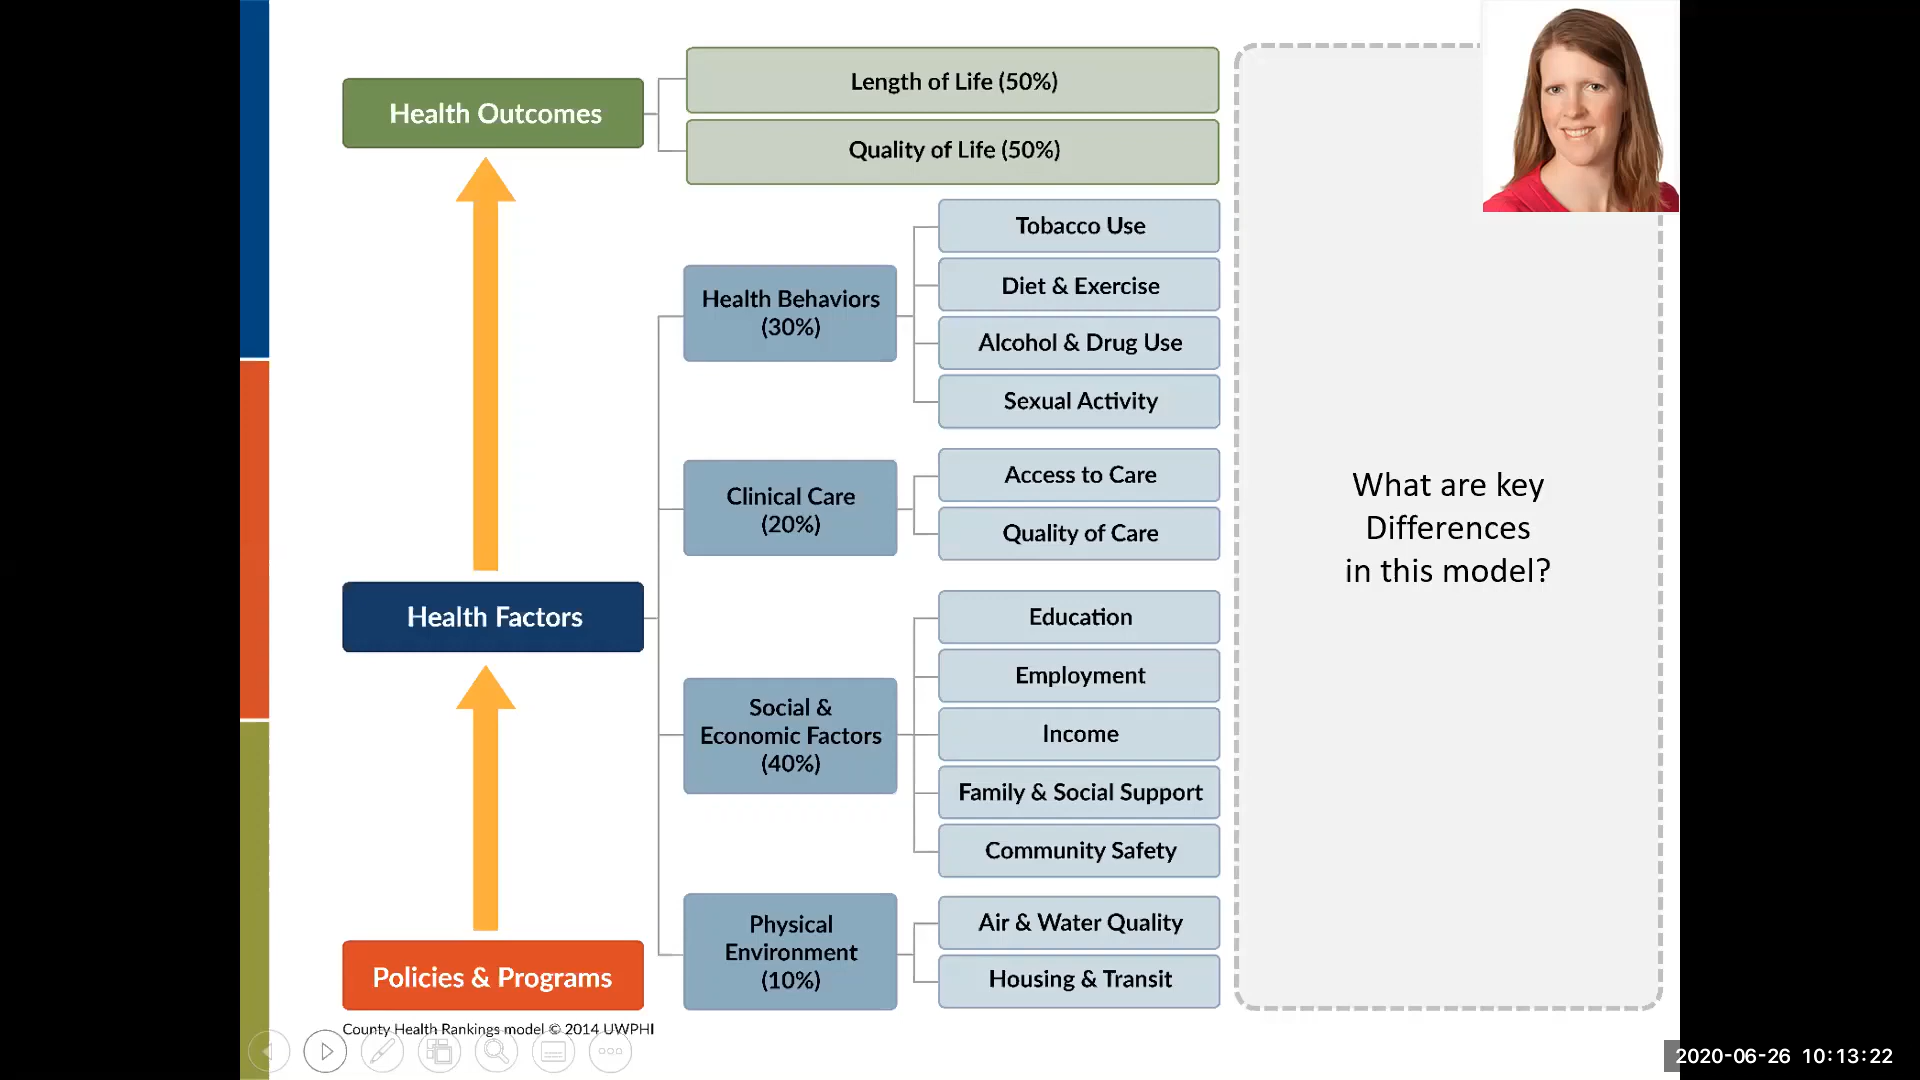 Health Outcomes
Length of Life (50%)
Quality of Life (50%)
Health Factors
Health Behaviors
(30%)
Tobacco Use
Diet & Exercise
Alcohol & Drug Use
Sexual Activity
Clinical Care
(20%)
Access to Care
Quality of Care
Social &
Economic Factors
(40%)
Education
Employment
Income
Family & Social Support
Community Safety
Physical
Environment
(10%)
Air & Water Quality
Housing & Transit
Policies & Programs
County Health Rankings model © 2014 UWPHI
What are key
Differences
in this model?
2020-06-26 10:13:22